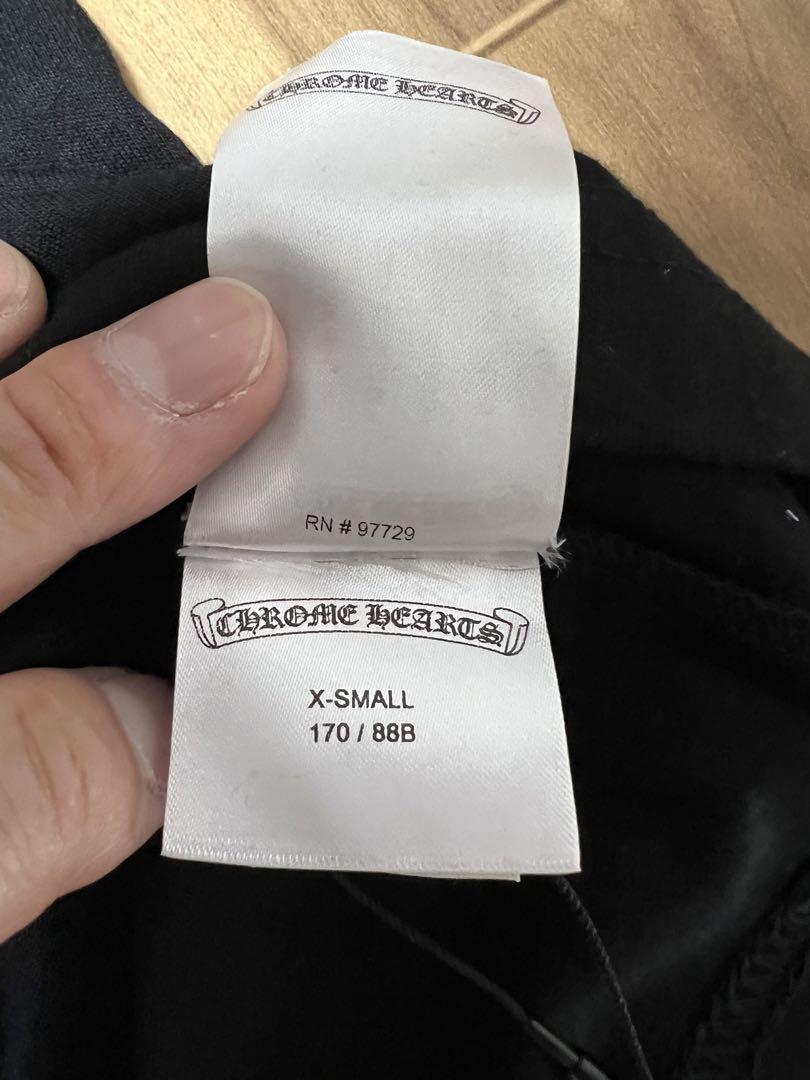 CHROME HEARTS
RN # 97729
CHROME HEARTS
X-SMALL
170 / 88B